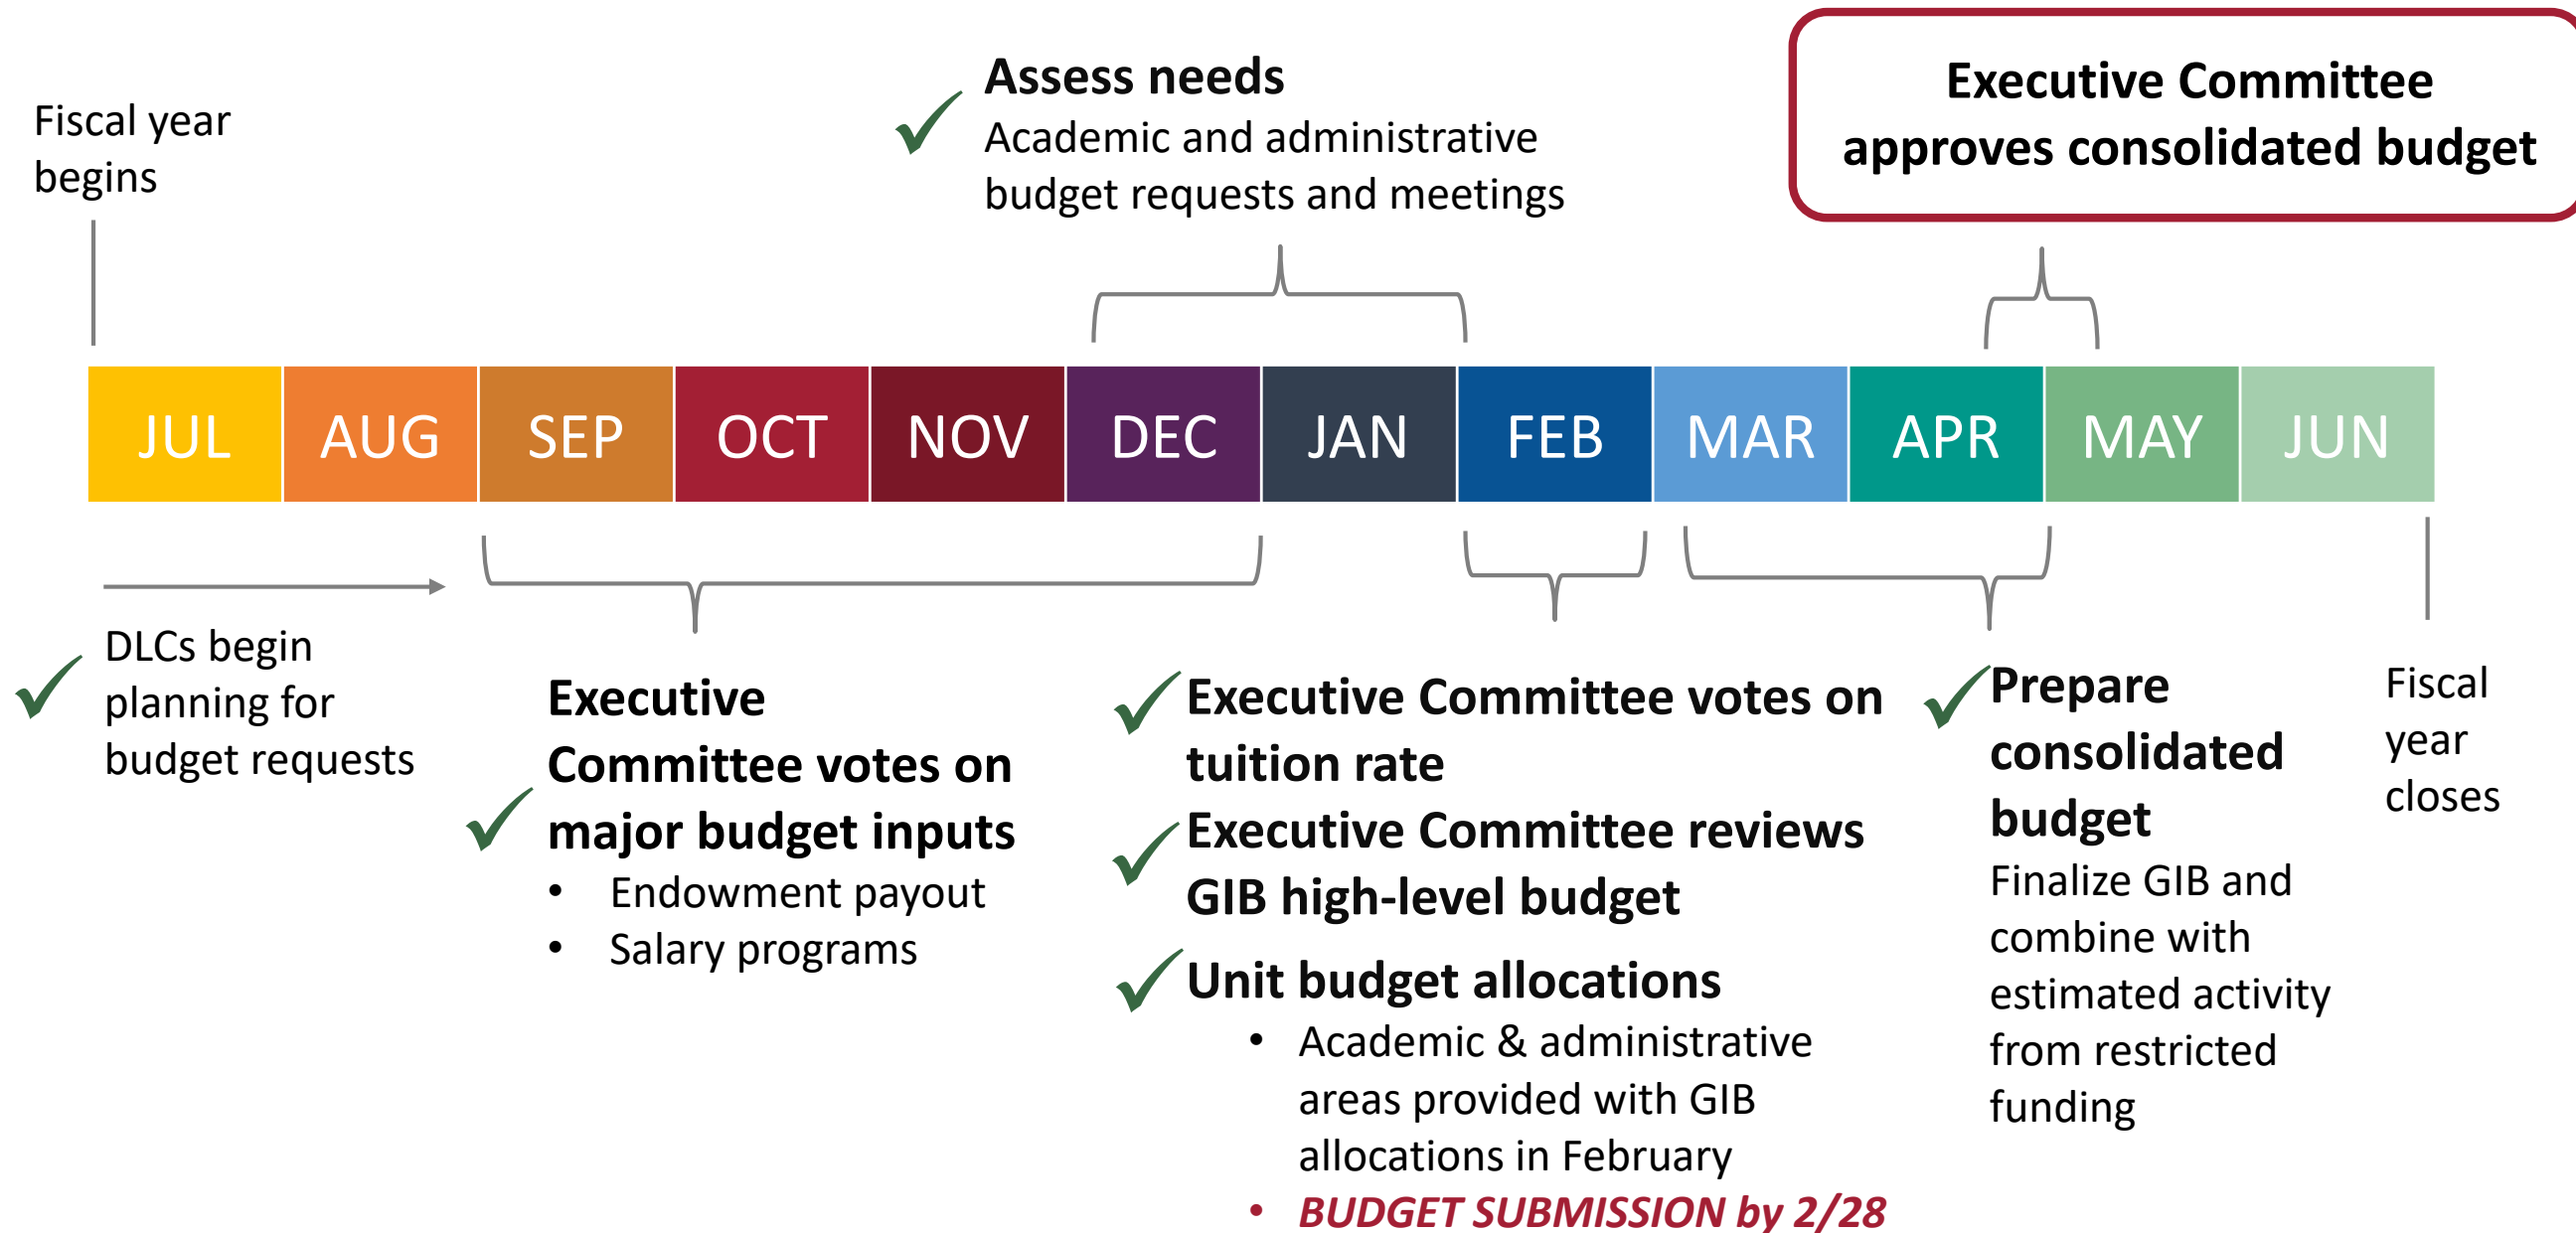 Fiscal year
begins
Assess needs
Academic and administrative
budget requests and meetings
Executive Committee
approves consolidated budget
JUL
AUG
SEP
OCT
NOV
DEC
JAN
FEB
MAR
APR
MAY
JUN
DLCs begin
planning for
budget requests
Executive
Committee votes on
major budget inputs
• Endowment payout
• Salary programs
Executive Committee votes on
tuition rate
Executive Committee reviews
GIB high-level budget
Unit budget allocations
• Academic & administrative
areas provided with GIB
allocations in February
• BUDGET SUBMISSION by 2/28
Prepare
consolidated
budget
Finalize GIB and
combine with
estimated activity
from restricted
funding
Fiscal
year
closes